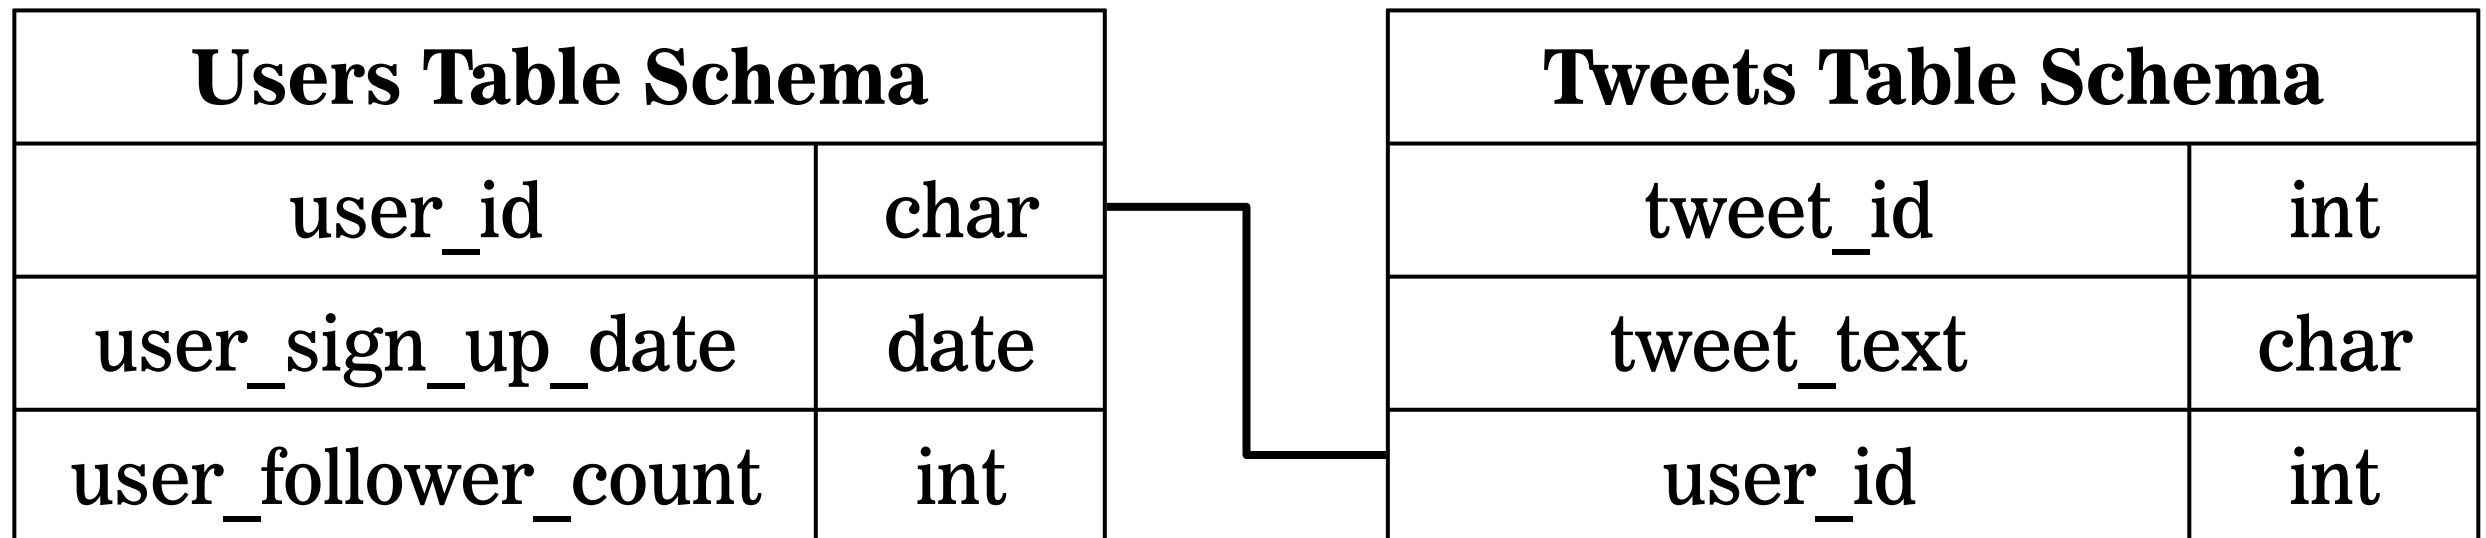 Users Table Schema
user_id char
user_sign_up_date date
user_follower_count int
Tweets Table Schema
tweet_id int
tweet_text char
user_id int